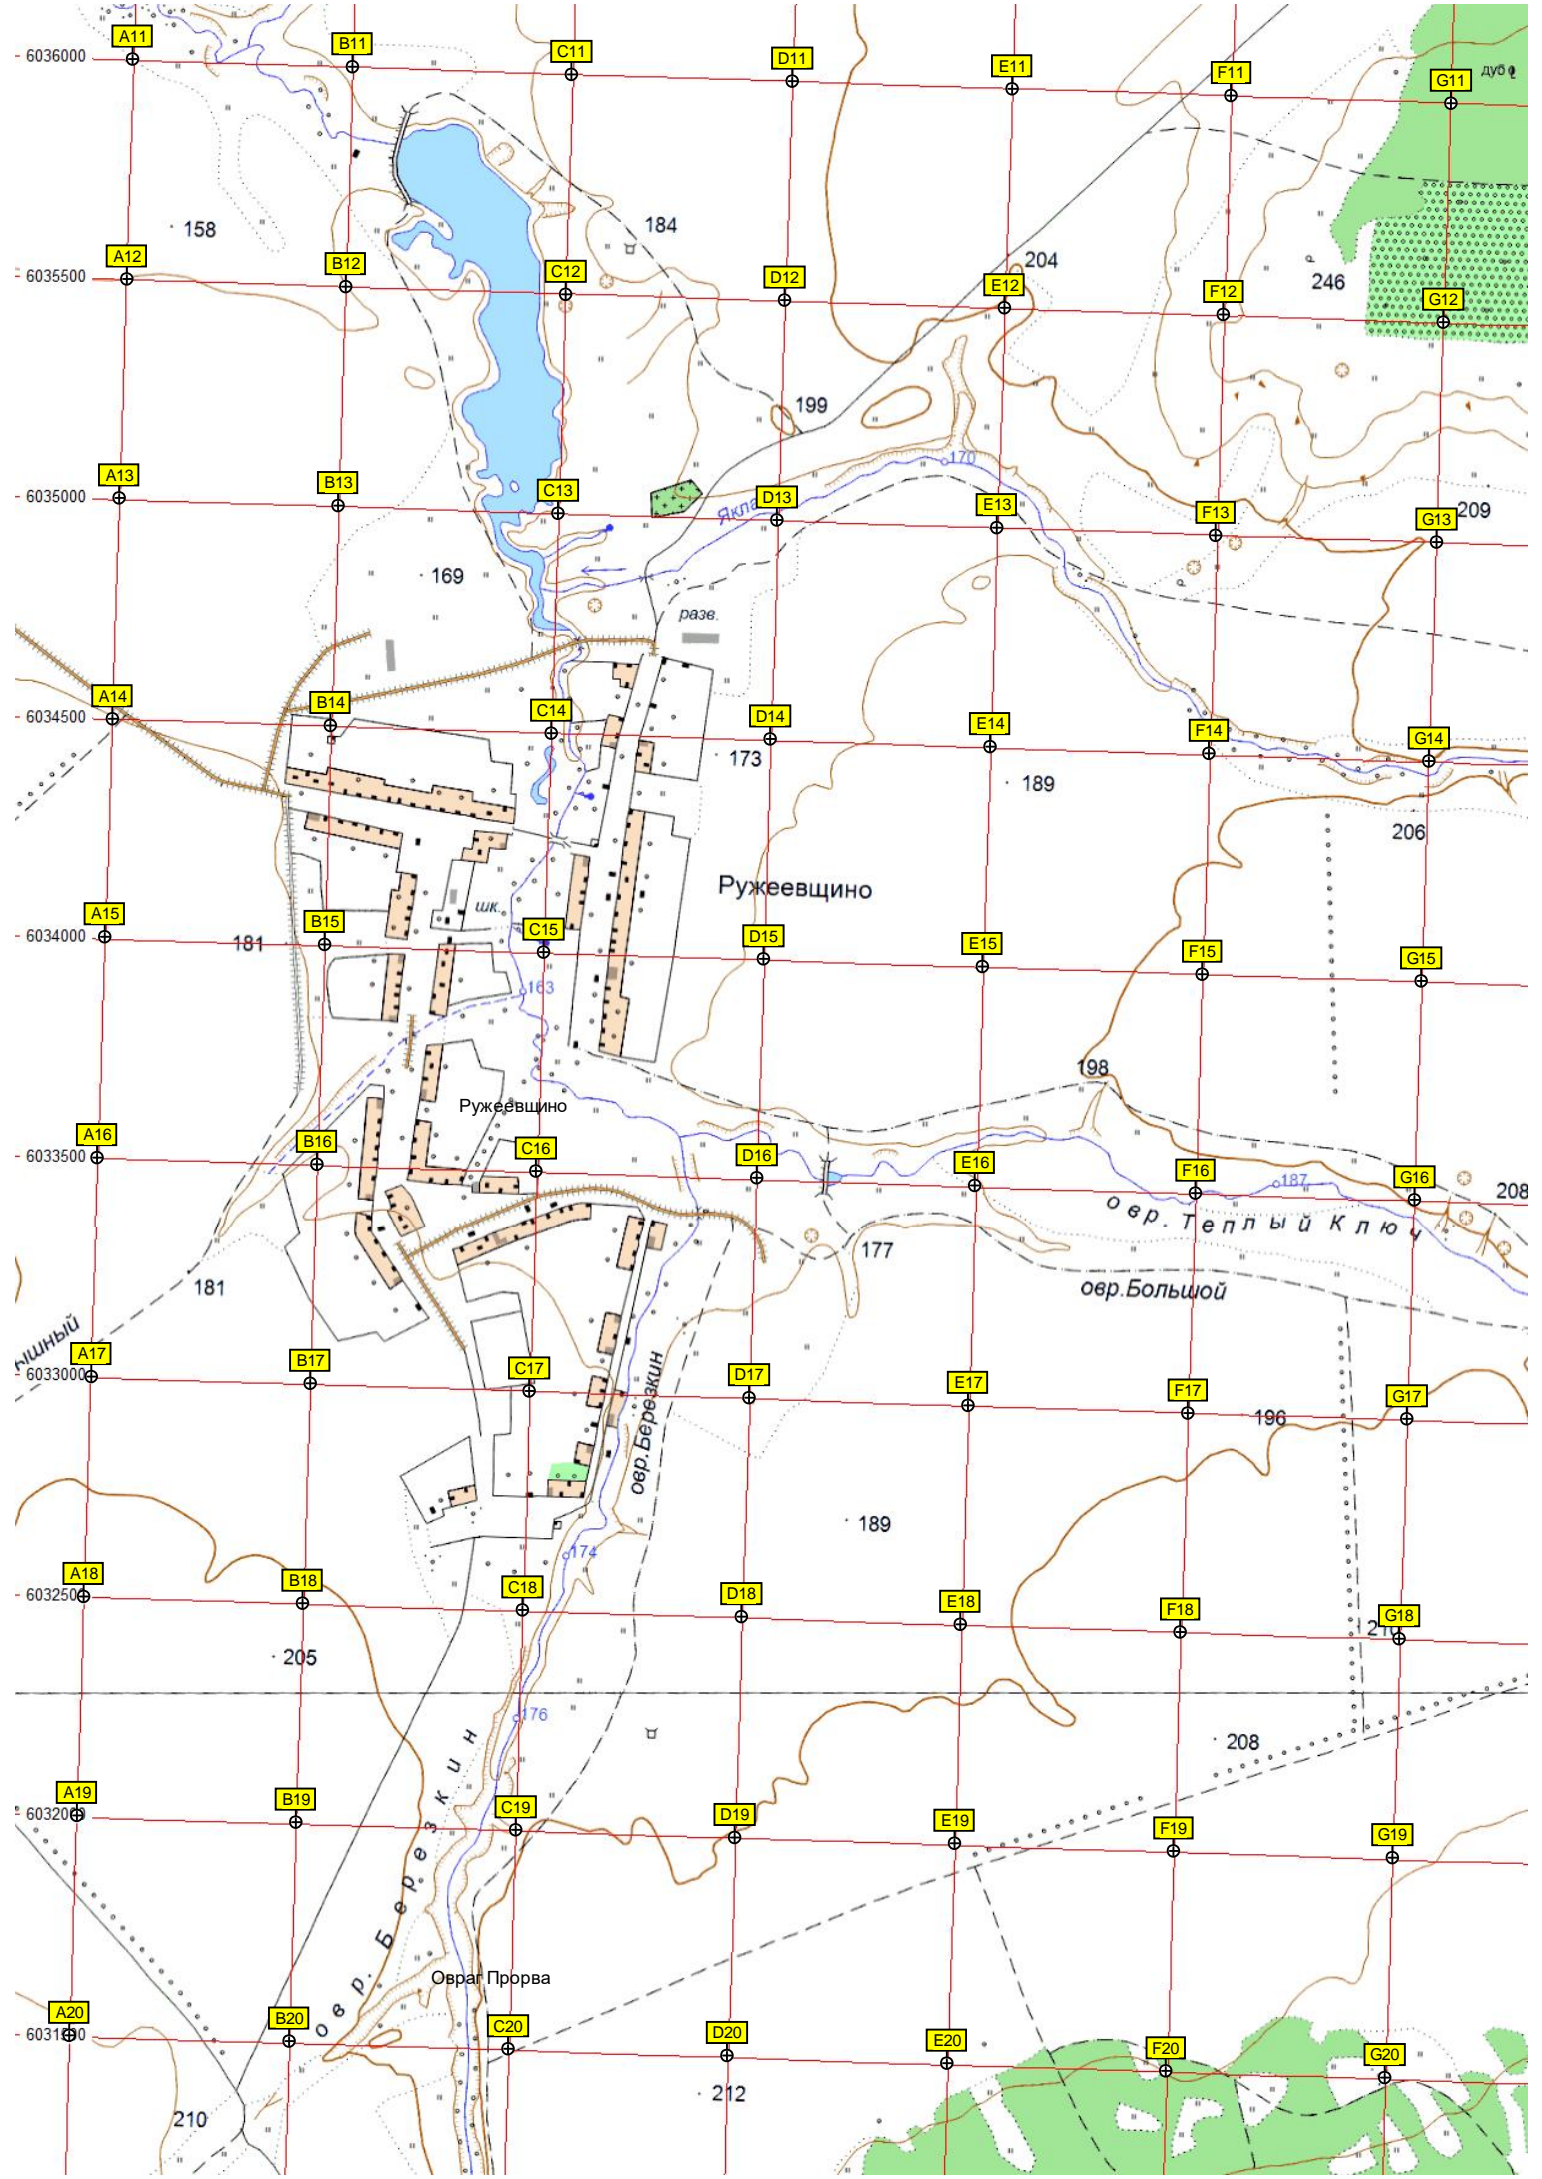 A11 B11 C11 D11 E11 F11 G11
6036000
дуб
158 184 204 246
A12 B12 C12 D12 E12 F12 G12
6035500
199
170
A13 B13 C13 D13 E13 F13 G13
6035000
Якла
209
169
разв.
A14 B14 C14 D14 E14 F14 G14
6034500
173 189 206
Ружеевщино
шк.
A15 B15 C15 D15 E15 F15 G15
6034000
181
163
198
Ружеевщино
A16 B16 C16 D16 E16 F16 G16
6033500
187
208
овр. Теплый Ключ
177
181
овр.Большой
ышный
A17 B17 C17 D17 E17 F17 G17
6033000
196
овр.Березкин
189
174
A18 B18 C18 D18 E18 F18 G18
6032500
210
205
176
208
A19 B19 C19 D19 E19 F19 G19
6032000
овр. Березкин
Овраг Прорва
A20 B20 C20 D20 E20 F20 G20
6031500
210 212